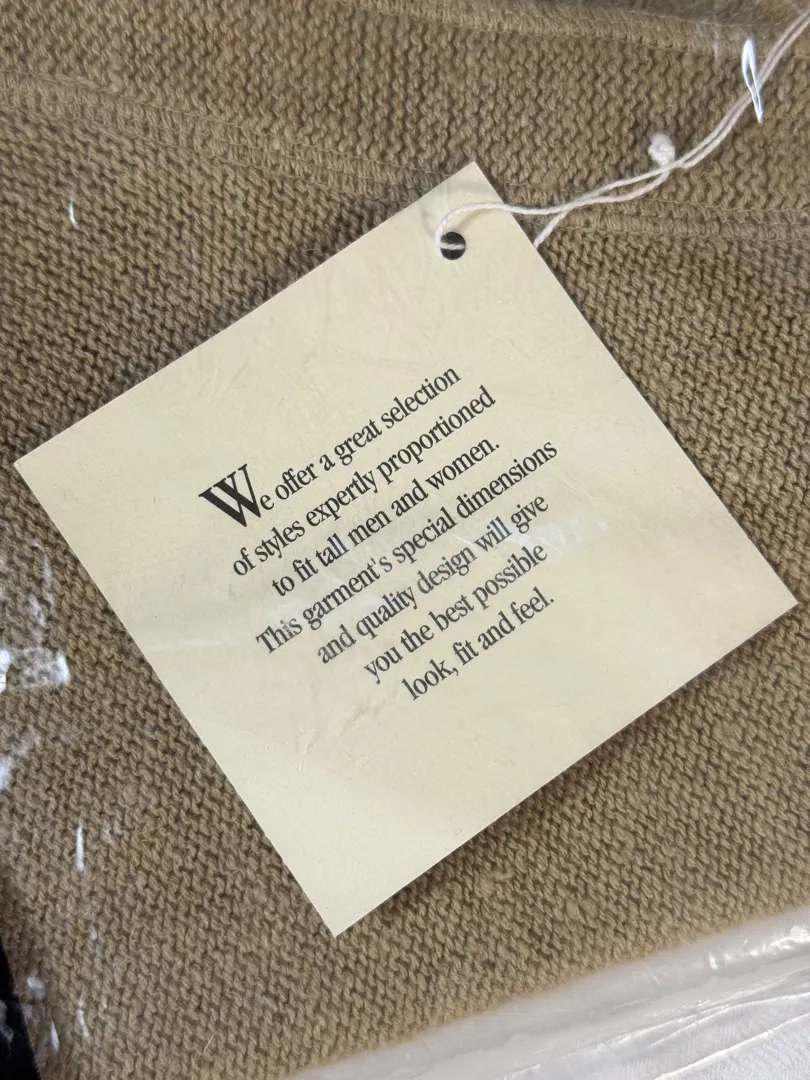 We offer a great selection
of styles expertly proportioned
to fit tall men and women.
This garment's special dimensions
and quality design will give
you the best possible
look, fit and feel.